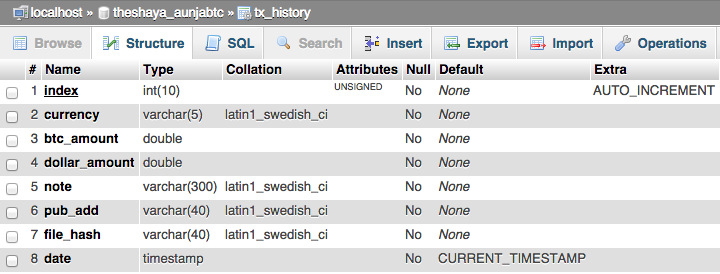 localhost » theshaya_aunjabtc » tx_history
Browse Structure SQL Search Insert Export Import Operations
# Name Type Collation Attributes Null Default Extra
1 index int(10) UNSIGNED No None AUTO_INCREMENT
2 currency varchar(5) latin1_swedish_ci No None
3 btc_amount double No None
4 dollar_amount double No None
5 note varchar(300) latin1_swedish_ci No None
6 pub_add varchar(40) latin1_swedish_ci No None
7 file_hash varchar(40) latin1_swedish_ci No None
8 date timestamp No CURRENT_TIMESTAMP